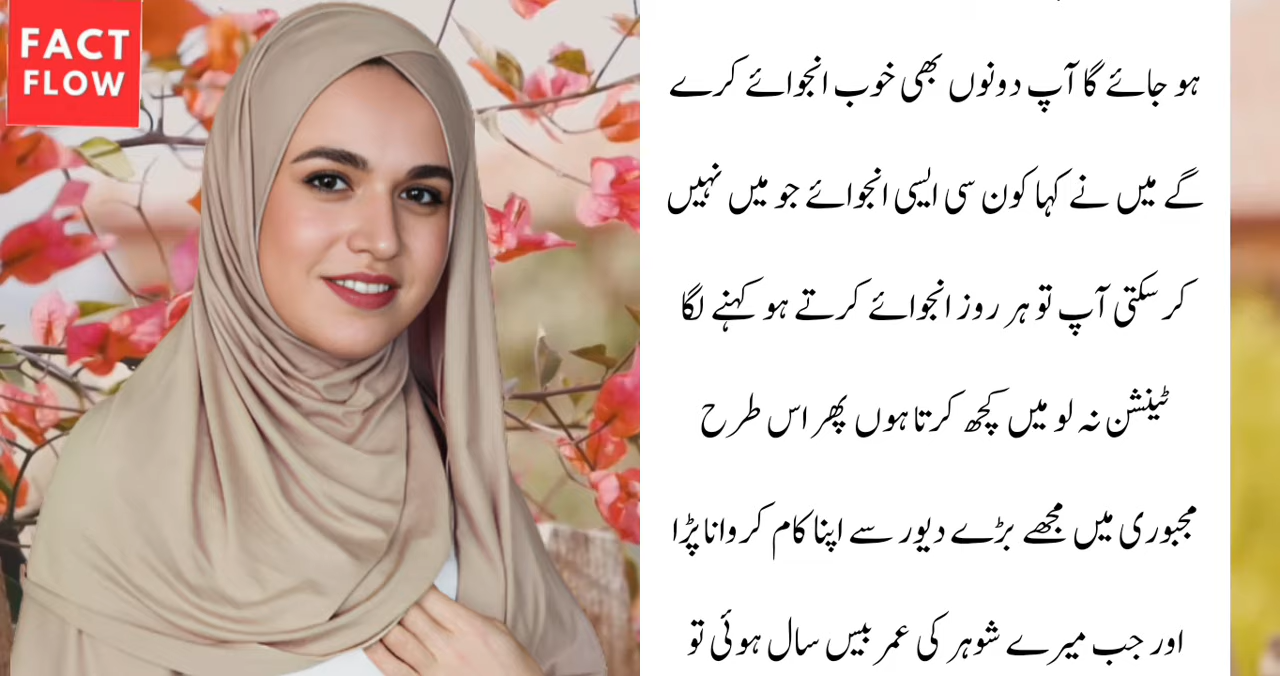 FACT
FLOW
ہو جائے گا آپ دونوں بھی خوب انجوائے کرے
گے میں نے کہا کون سی ایسی انجوائے جو میں نہیں
کر سکتی آپ تو ہر روز انجوائے کرتے ہو کہنے لگا
ٹینشن نہ لو میں کچھ کرتا ہوں پھر اس طرح
مجبوری میں مجھے بڑے دیور سے اپنا کام کروانا پڑا
اور جب میرے شوہر کی عمر بیس سال ہوئی تو